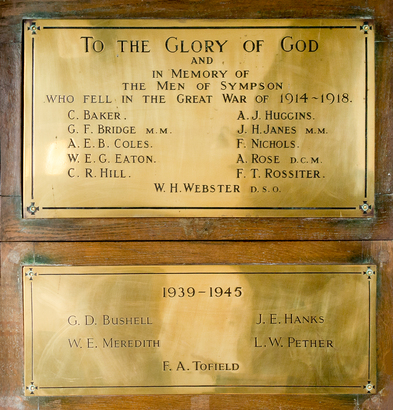 To the Glory of God
and
in Memory of
the Men of Sympson
who fell in the Great War of 1914~1918.
C. Baker. A. J. Huggins.
G. F. Bridge M.M. J. H. Janes M.M.
A. E. B. Coles. F. Nichols.
W. E. G. Eaton. A. Rose D.C.M.
C. R. Hill. F. T. Rossiter.
W. H. Webster D.S.O.
1939-1945
G. D. Bushell J. E. Hanks
W. E. Meredith L. W. Pether
F. A. Tofield